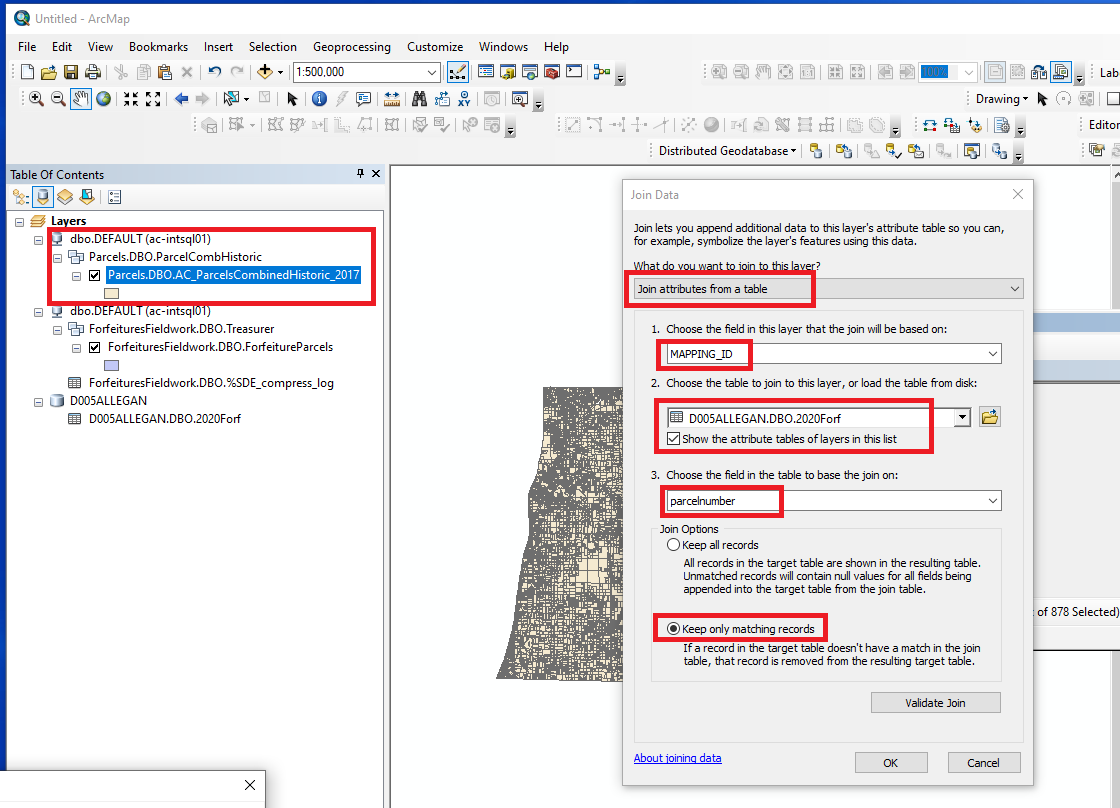 Untitled - ArcMap
File Edit View Bookmarks Insert Selection Geoprocessing Customize Windows Help
1:500,000
100%
Drawing
Editor
Distributed Geodatabase
Table Of Contents
Layers
dbo.DEFAULT (ac-intsql01)
Parcels.DBO.ParcelCombHistoric
Parcels.DBO.AC_ParcelsCombinedHistoric_2017
dbo.DEFAULT (ac-intsql01)
ForfeituresFieldwork.DBO.Treasurer
ForfeituresFieldwork.DBO.ForfeitureParcels
ForfeituresFieldwork.DBO.%SDE_compress_log
D005ALLEGAN
D005ALLEGAN.DBO.2020Forf
Join Data
Join lets you append additional data to this layer's attribute table so you can,
for example, symbolize the layer's features using this data.
What do you want to join to this layer?
Join attributes from a table
1. Choose the field in this layer that the join will be based on:
MAPPING_ID
2. Choose the table to join to this layer, or load the table from disk:
D005ALLEGAN.DBO.2020Forf
Show the attribute tables of layers in this list
3. Choose the field in the table to base the join on:
parcelnumber
Join Options
Keep all records
All records in the target table are shown in the resulting table.
Unmatched records will contain null values for all fields being
appended into the target table from the join table.
Keep only matching records
If a record in the target table doesn't have a match in the join
table, that record is removed from the resulting target table.
Validate Join
About joining data
OK Cancel
of 878 Selected)